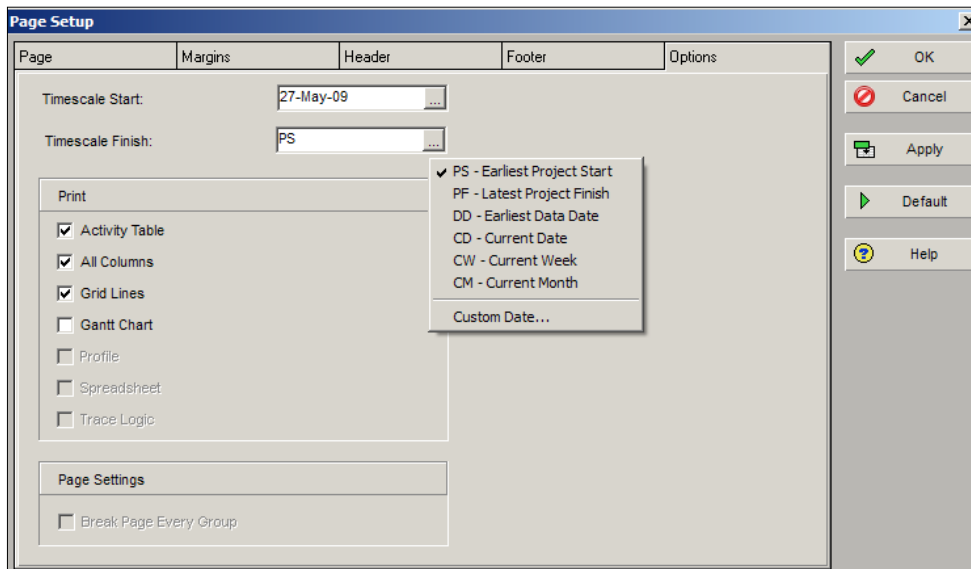 Page Setup
Page Margins Header Footer Options
OK
Cancel
Apply
Default
Help
Timescale Start: 27-May-09 ...
Timescale Finish: PS ...
PS - Earliest Project Start
PF - Latest Project Finish
DD - Earliest Data Date
CD - Current Date
CW - Current Week
CM - Current Month
Custom Date...
Print
Activity Table
All Columns
Grid Lines
Gantt Chart
Profile
Spreadsheet
Trace Logic
Page Settings
Break Page Every Group